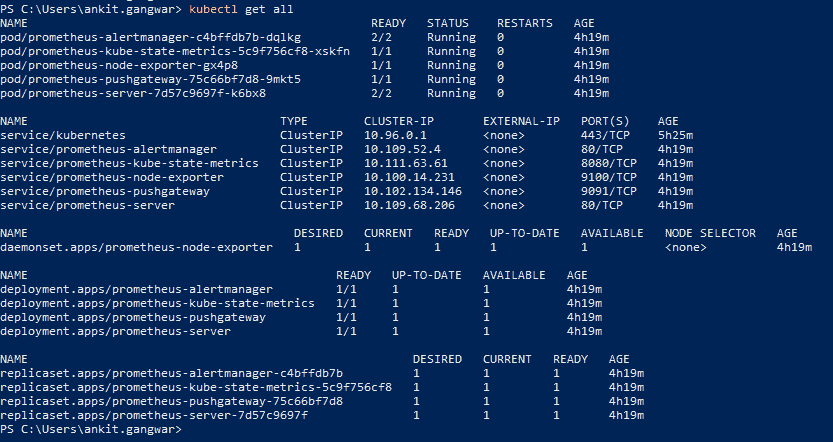 PS C:\Users\ankit.gangwar> kubectl get all
NAME READY STATUS RESTARTS AGE
pod/prometheus-alertmanager-c4bffdb7b-dqlkg 2/2 Running 0 4h19m
pod/prometheus-kube-state-metrics-5c9f756cf8-xskfn 1/1 Running 0 4h19m
pod/prometheus-node-exporter-gx4p8 1/1 Running 0 4h19m
pod/prometheus-pushgateway-75c66bf7d8-9mkt5 1/1 Running 0 4h19m
pod/prometheus-server-7d57c9697f-k6bx8 2/2 Running 0 4h19m
NAME TYPE CLUSTER-IP EXTERNAL-IP PORT(S) AGE
service/kubernetes ClusterIP 10.96.0.1 <none> 443/TCP 5h25m
service/prometheus-alertmanager ClusterIP 10.109.52.4 <none> 80/TCP 4h19m
service/prometheus-kube-state-metrics ClusterIP 10.111.63.61 <none> 8080/TCP 4h19m
service/prometheus-node-exporter ClusterIP 10.100.14.231 <none> 9100/TCP 4h19m
service/prometheus-pushgateway ClusterIP 10.102.134.146 <none> 9091/TCP 4h19m
service/prometheus-server ClusterIP 10.109.68.206 <none> 80/TCP 4h19m
NAME DESIRED CURRENT READY UP-TO-DATE AVAILABLE NODE SELECTOR AGE
daemonset.apps/prometheus-node-exporter 1 1 1 1 1 <none> 4h19m
NAME READY UP-TO-DATE AVAILABLE AGE
deployment.apps/prometheus-alertmanager 1/1 1 1 4h19m
deployment.apps/prometheus-kube-state-metrics 1/1 1 1 4h19m
deployment.apps/prometheus-pushgateway 1/1 1 1 4h19m
deployment.apps/prometheus-server 1/1 1 1 4h19m
NAME DESIRED CURRENT READY AGE
replicaset.apps/prometheus-alertmanager-c4bffdb7b 1 1 1 4h19m
replicaset.apps/prometheus-kube-state-metrics-5c9f756cf8 1 1 1 4h19m
replicaset.apps/prometheus-pushgateway-75c66bf7d8 1 1 1 4h19m
replicaset.apps/prometheus-server-7d57c9697f 1 1 1 4h19m
PS C:\Users\ankit.gangwar>